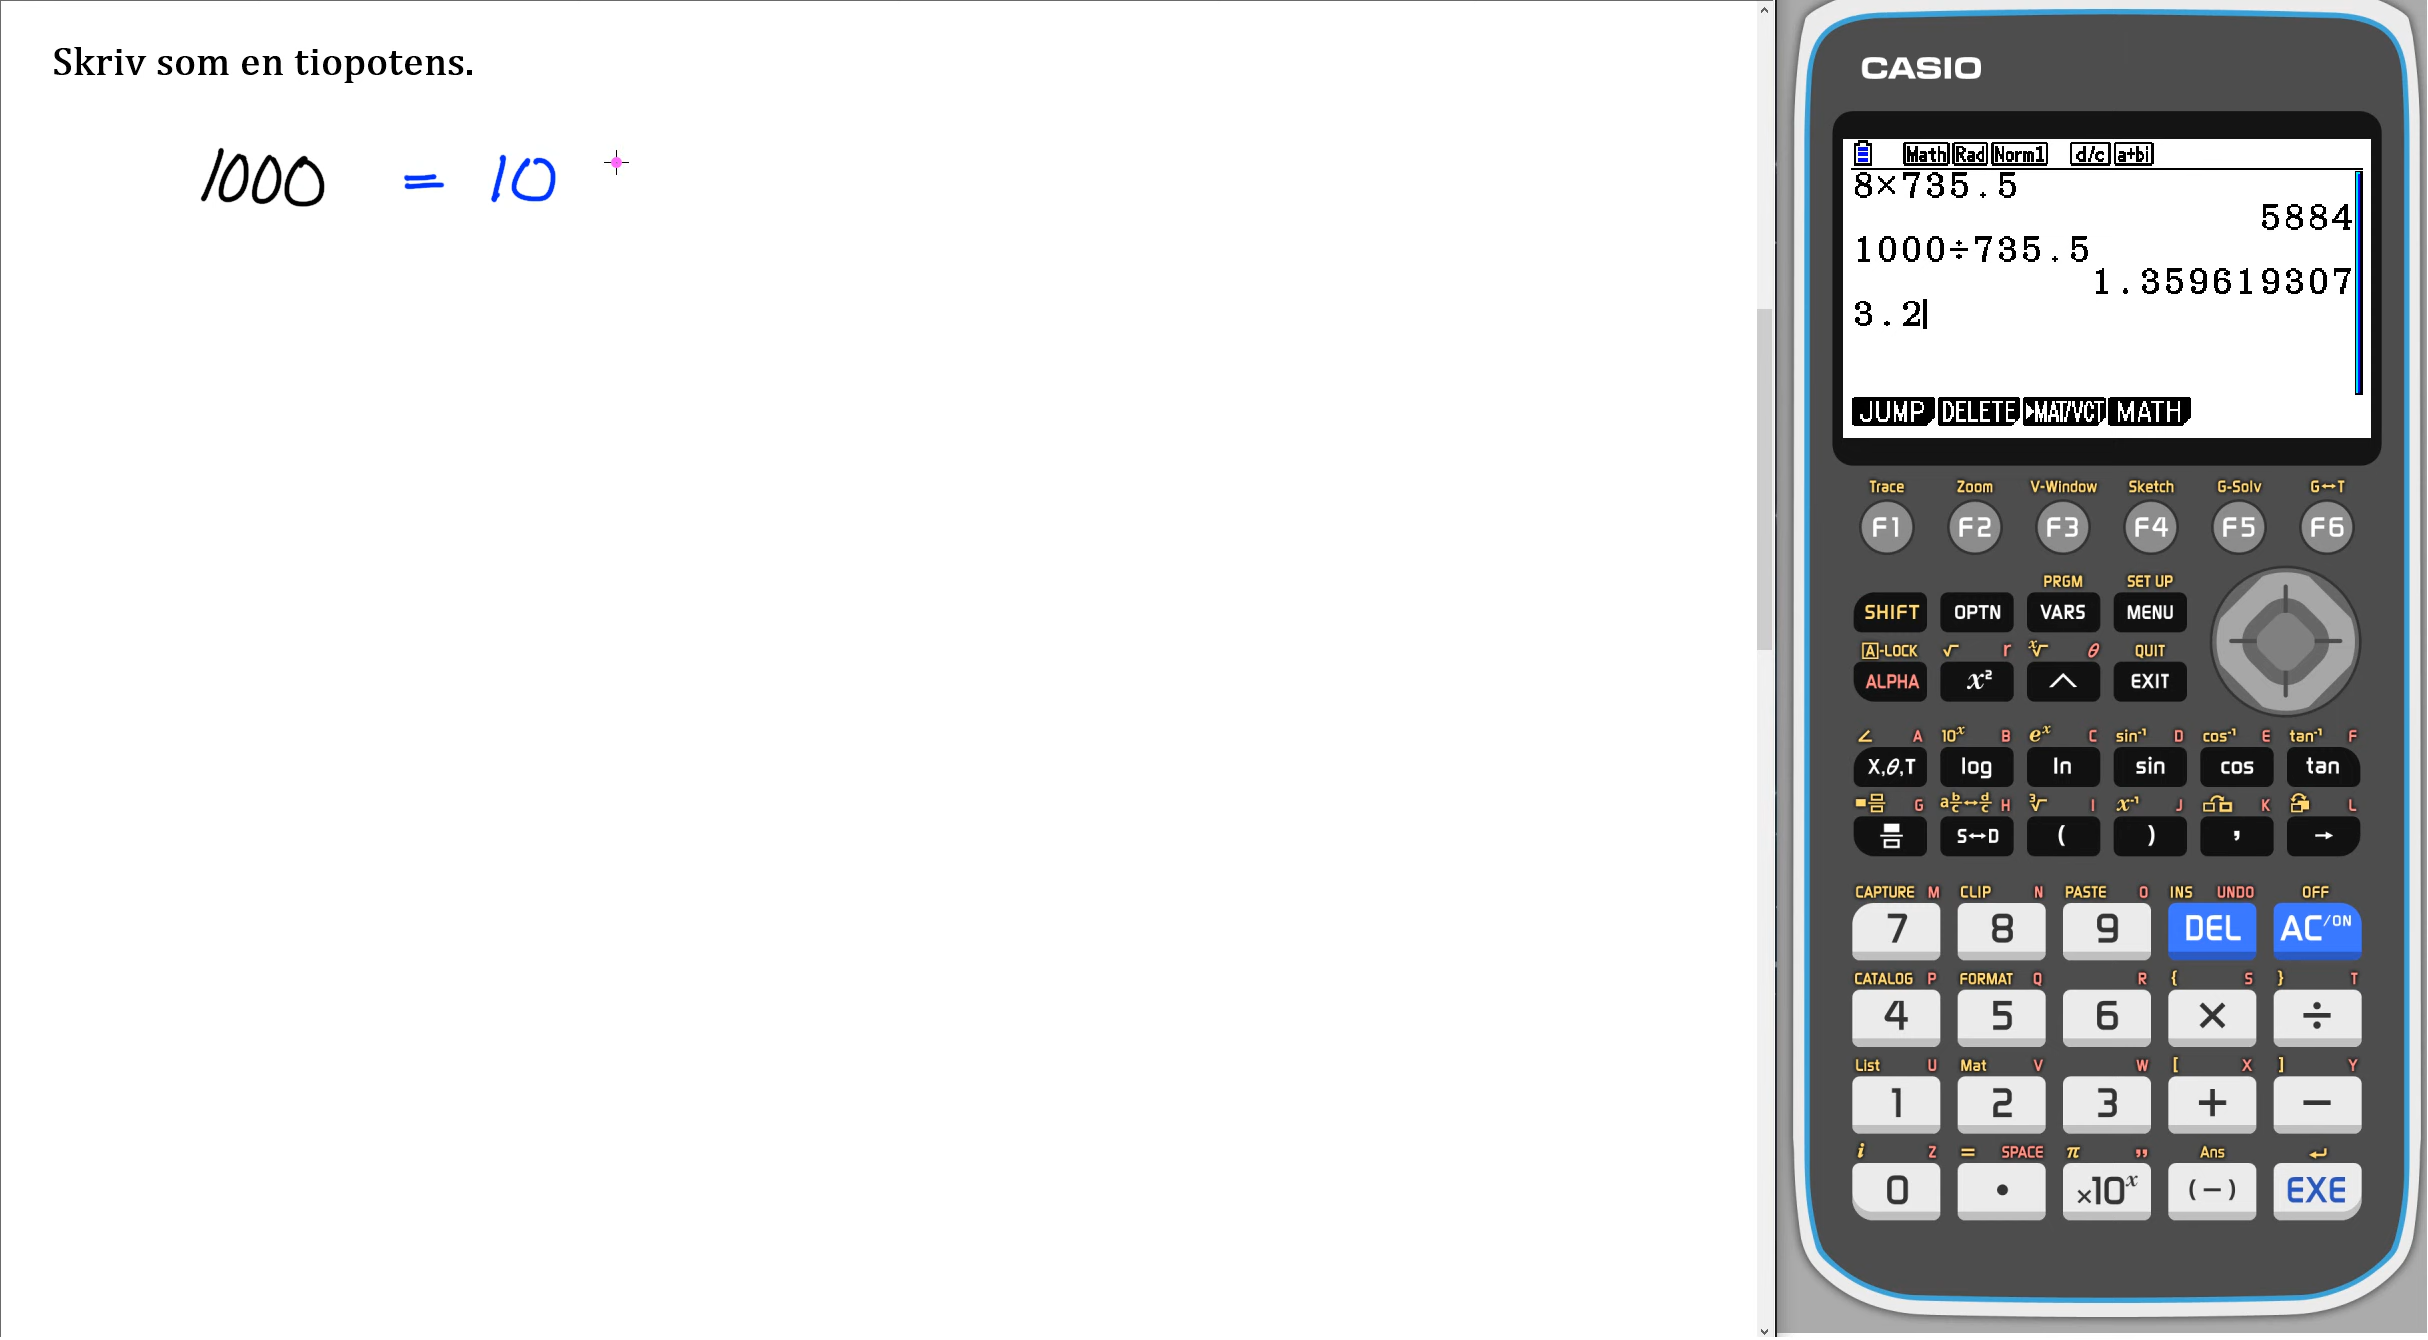 Skriv som en tiopotens.
1000 = 10
CASIO
Math Rad Norm1 d/c a+bi
8×735.5
5884
1000÷735.5
1.359619307
3.2
JUMP DELETE ▶MAT/VCT MATH
Trace Zoom V-Window Sketch G-Solv G↔T
F1 F2 F3 F4 F5 F6
PRGM SET UP
SHIFT OPTN VARS MENU
A-LOCK √ r ˣ√ θ QUIT
ALPHA x² ^ EXIT
∠ A 10ˣ B eˣ C sin⁻¹ D cos⁻¹ E tan⁻¹ F
X,θ,T log ln sin cos tan
G a b/c↔d/c H ³√ I x⁻¹ J K L
S↔D ( ) , →
CAPTURE M CLIP N PASTE O INS UNDO OFF
7 8 9 DEL AC/ON
CATALOG P FORMAT Q R { S } T
4 5 6 × ÷
List U Mat V W [ X ] Y
1 2 3 + −
i Z = SPACE π " Ans ↵
0 • ×10ˣ (−) EXE